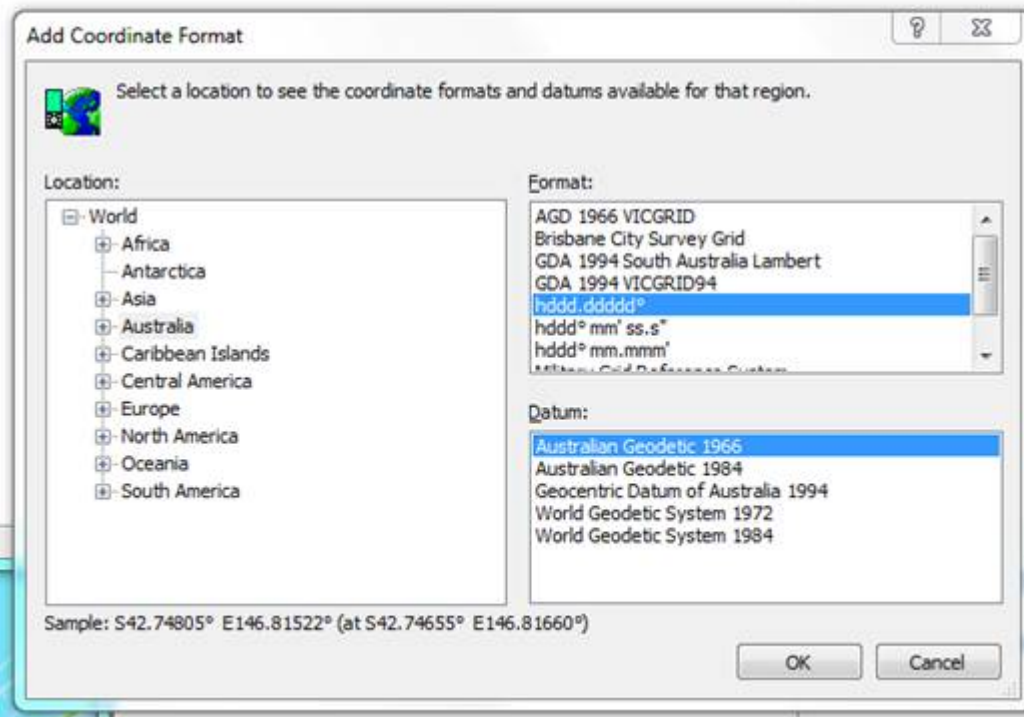 Add Coordinate Format
Select a location to see the coordinate formats and datums available for that region.
Location:
World
Africa
Antarctica
Asia
Australia
Caribbean Islands
Central America
Europe
North America
Oceania
South America
Format:
AGD 1966 VICGRID
Brisbane City Survey Grid
GDA 1994 South Australia Lambert
GDA 1994 VICGRID94
hddd.ddddd°
hddd° mm' ss.s"
hddd° mm.mmm'
Military Grid Reference System
Datum:
Australian Geodetic 1966
Australian Geodetic 1984
Geocentric Datum of Australia 1994
World Geodetic System 1972
World Geodetic System 1984
Sample: S42.74805° E146.81522° (at S42.74655° E146.81660°)
OK
Cancel